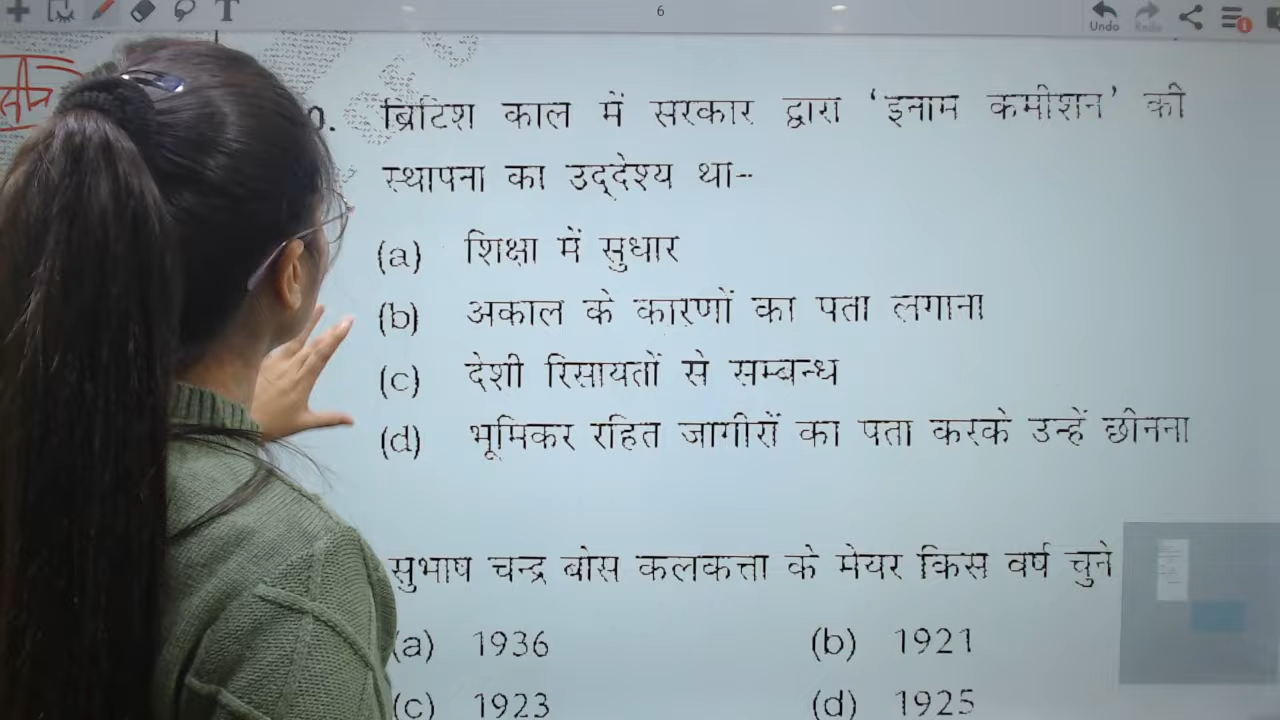 T
6
Undo
Redo
ब्रिटिश काल में सरकार द्वारा 'इनाम कमीशन' की
स्थापना का उद्देश्य था--
(a) शिक्षा में सुधार
(b) अकाल के कारणों का पता लगाना
(c) देशी रिसायतों से सम्बन्ध
(d) भूमिकर रहित जागीरों का पता करके उन्हें छीनना
सुभाष चन्द्र बोस कलकत्ता के मेयर किस वर्ष चुने
(a) 1936 (b) 1921
(c) 1923 (d) 1925